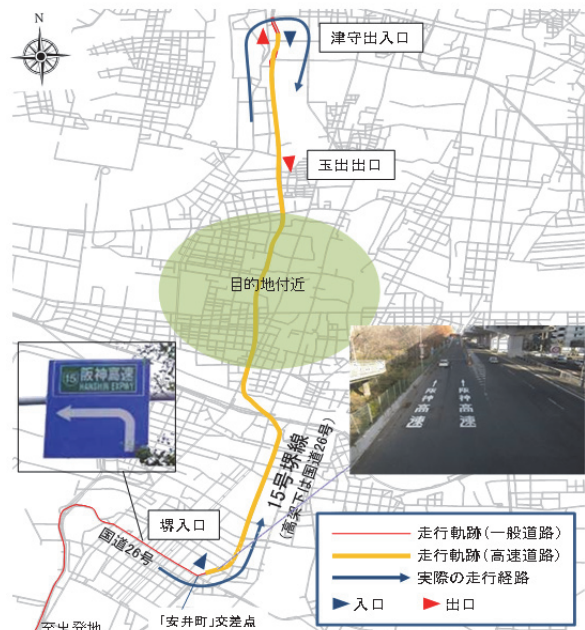 N
津守出入口
玉出出口
目的地付近
15 阪神高速
HANSHIN EXPWY
阪神高速
阪神高速
15号堺線
(高架下は国道26号)
堺入口
国道26号
「安井町」交差点
出発地
走行軌跡(一般道路)
走行軌跡(高速道路)
実際の走行経路
入口
出口